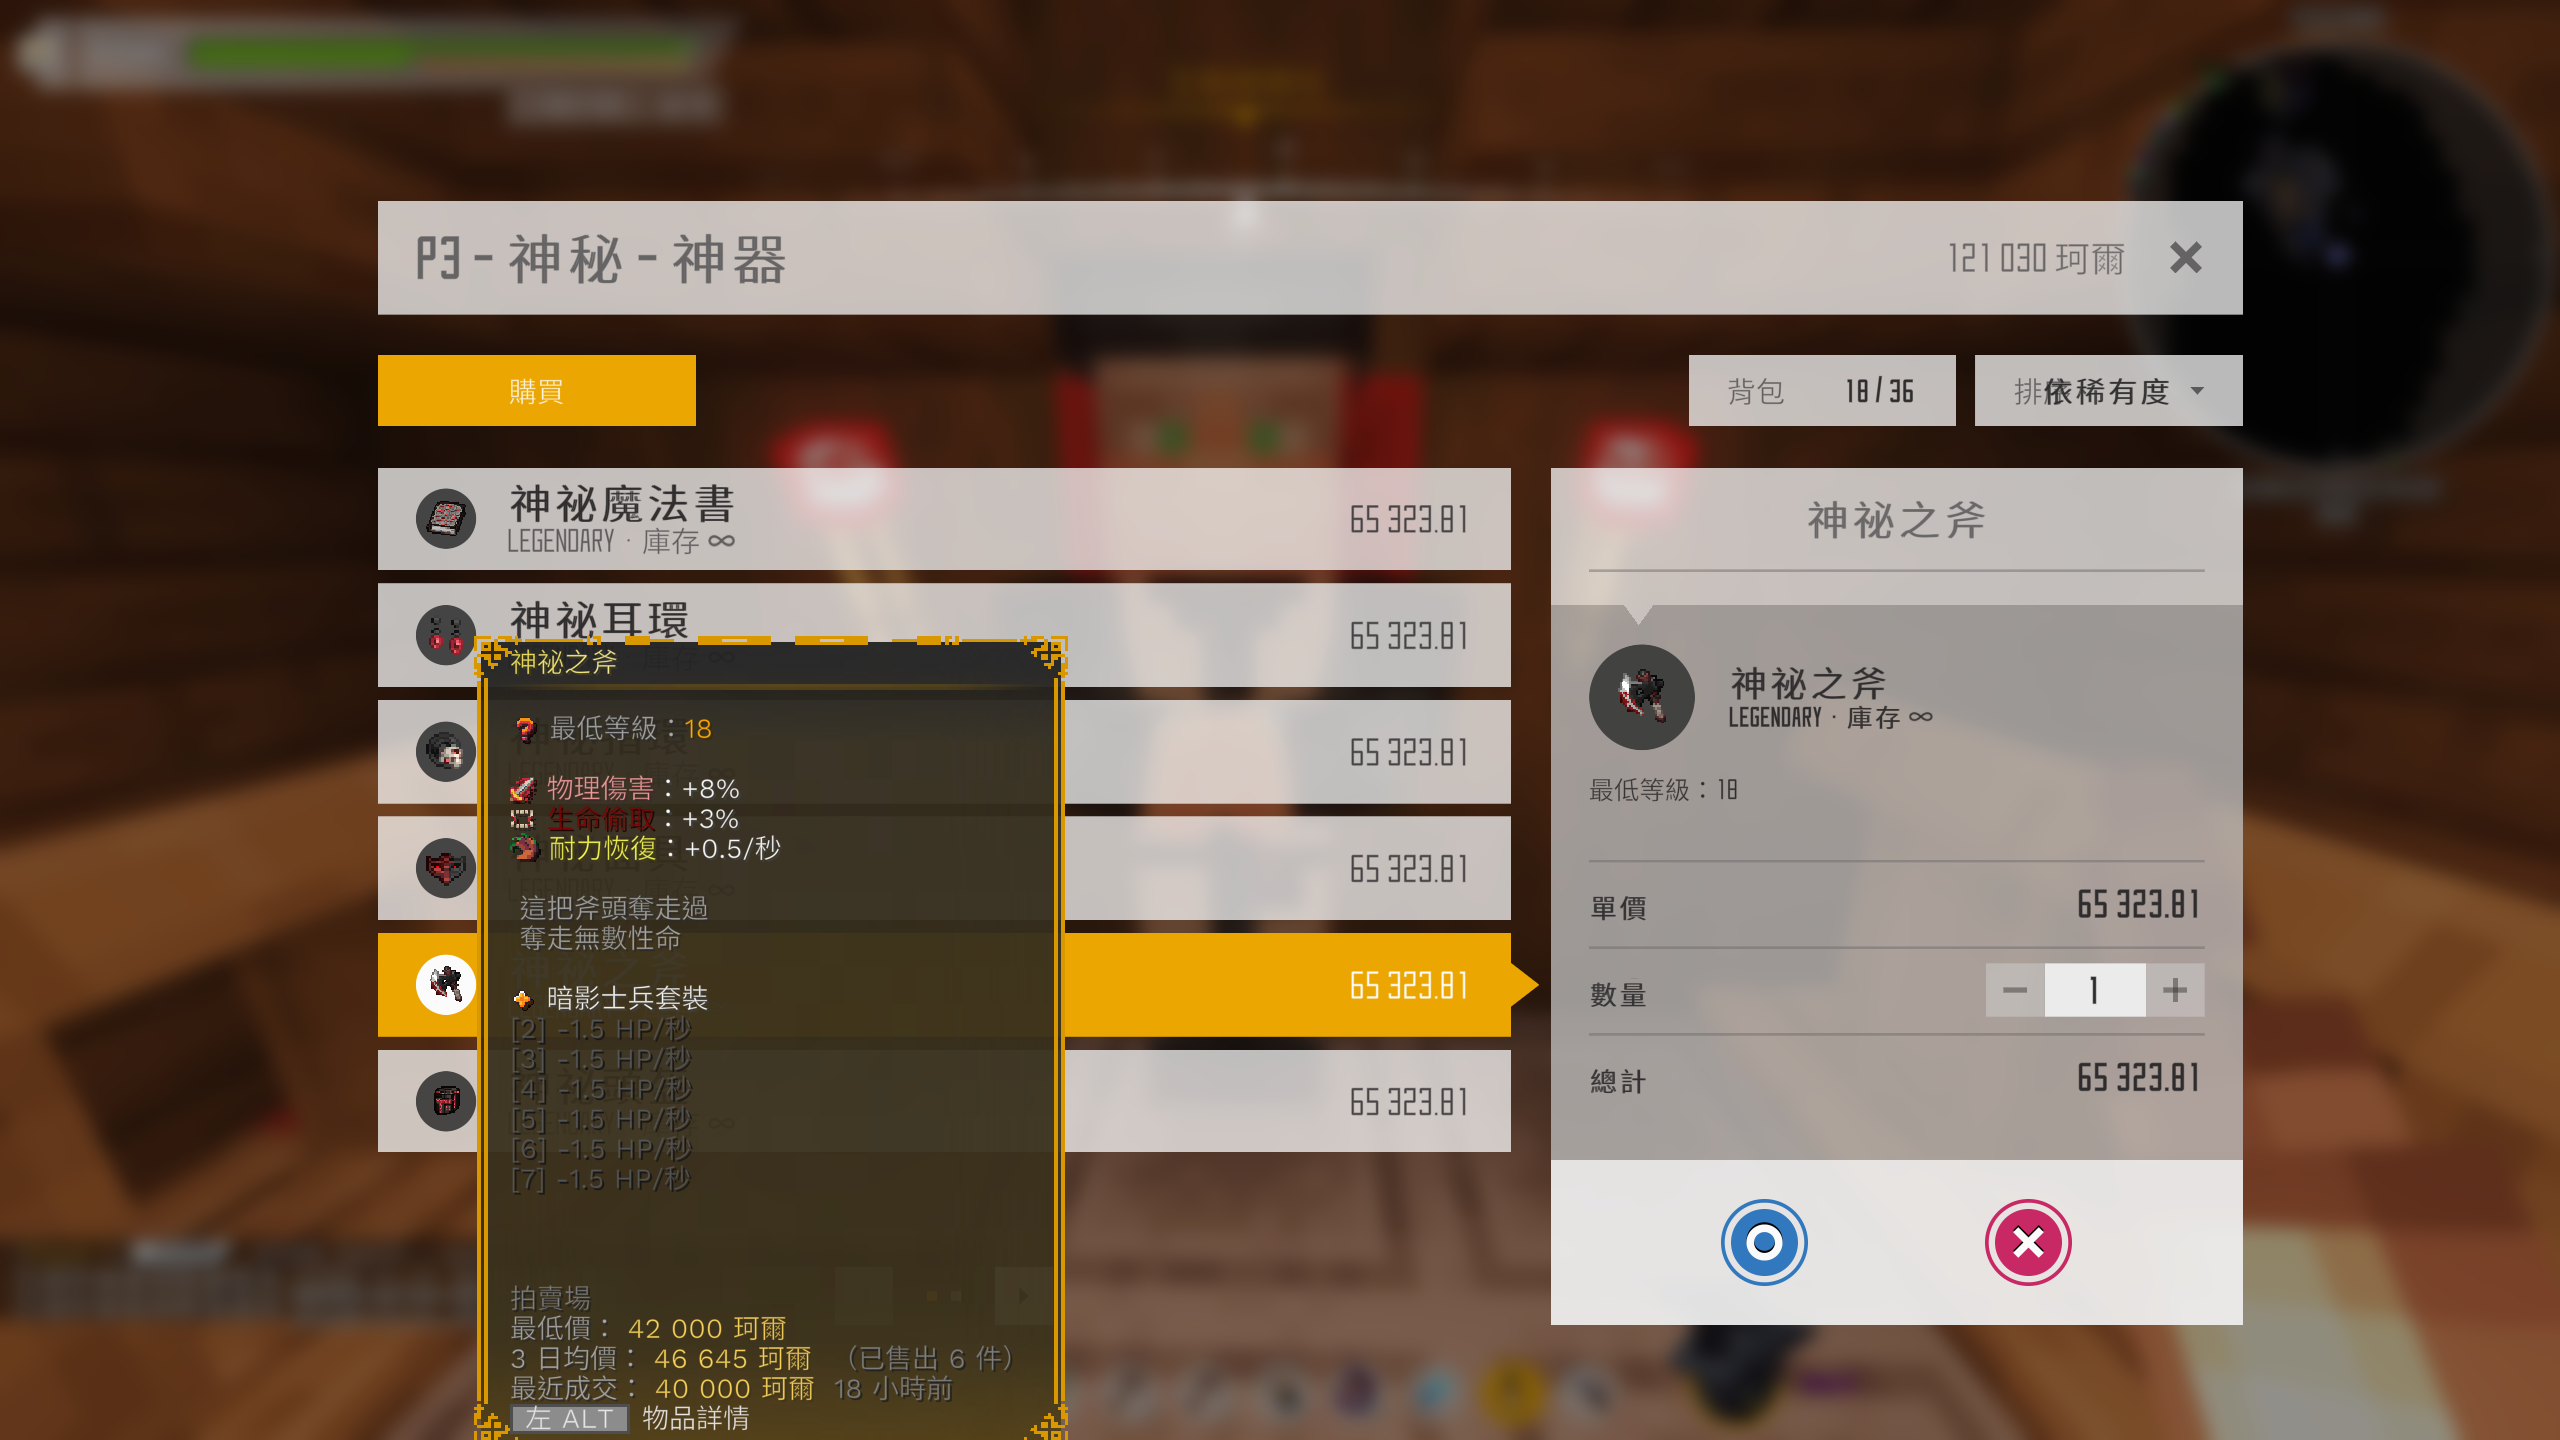 P3 - 神秘 - 神器
121 030 珂爾
購買
背包 18 / 36
依稀有度
神祕魔法書
LEGENDARY · 庫存 ∞
65 323.81
神祕耳環
65 323.81
65 323.81
65 323.81
65 323.81
65 323.81
神祕之斧
最低等級：18
物理傷害：+8%
生命偷取：+3%
耐力恢復：+0.5/秒
這把斧頭奪走過
奪走無數性命
暗影士兵套裝
[2] -1.5 HP/秒
[3] -1.5 HP/秒
[4] -1.5 HP/秒
[5] -1.5 HP/秒
[6] -1.5 HP/秒
[7] -1.5 HP/秒
拍賣場
最低價： 42 000 珂爾
3 日均價： 46 645 珂爾 （已售出 6 件）
最近成交： 40 000 珂爾 18 小時前
左 ALT 物品詳情
神祕之斧
神祕之斧
LEGENDARY · 庫存 ∞
最低等級：18
單價 65 323.81
數量 − 1 +
總計 65 323.81